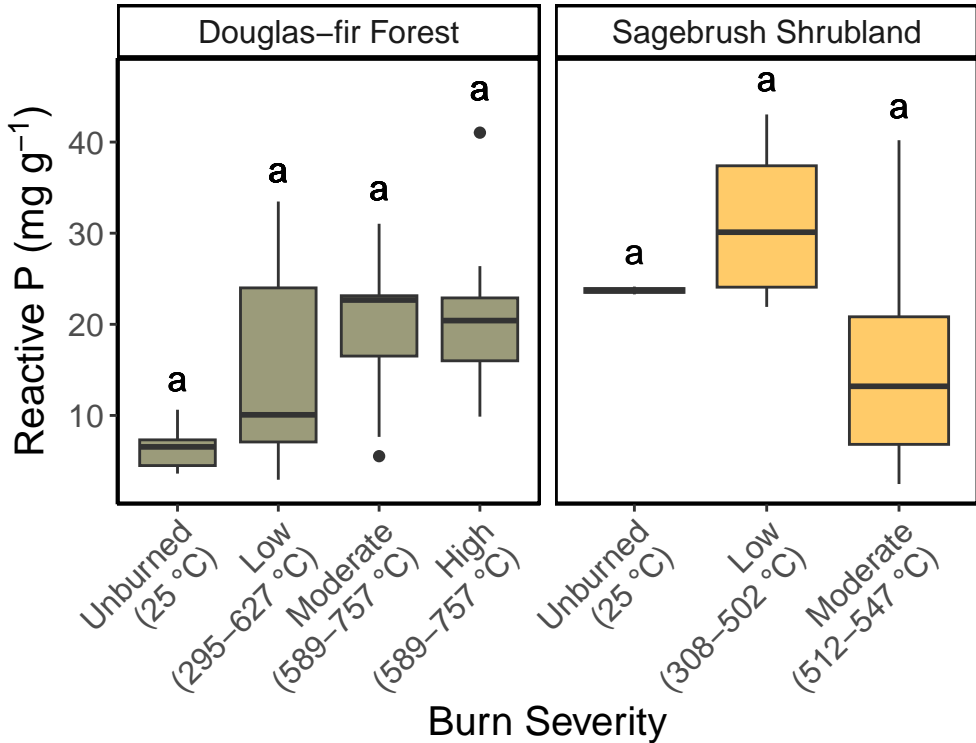 Douglas–fir Forest
Sagebrush Shrubland
Reactive P (mg g⁻¹)
40
30
20
10
a
a
a
a
a
a
a
Unburned
(25 °C)
Low
(295–627 °C)
Moderate
(589–757 °C)
High
(589–757 °C)
Unburned
(25 °C)
Low
(308–502 °C)
Moderate
(512–547 °C)
Burn Severity